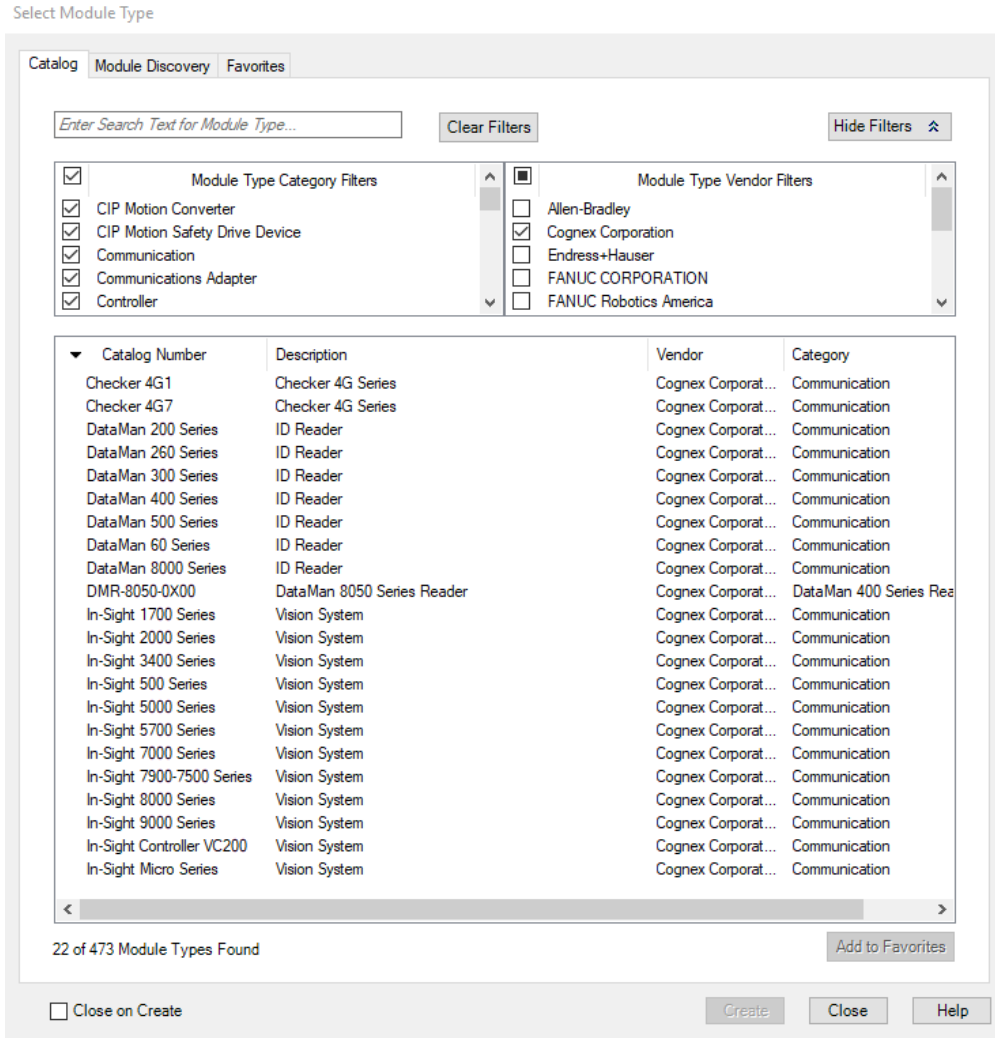 Select Module Type
Catalog Module Discovery Favorites
Enter Search Text for Module Type... Clear Filters Hide Filters
Module Type Category Filters Module Type Vendor Filters
CIP Motion Converter Allen-Bradley
CIP Motion Safety Drive Device Cognex Corporation
Communication Endress+Hauser
Communications Adapter FANUC CORPORATION
Controller FANUC Robotics America
Catalog Number Description Vendor Category
Checker 4G1 Checker 4G Series Cognex Corporat... Communication
Checker 4G7 Checker 4G Series Cognex Corporat... Communication
DataMan 200 Series ID Reader Cognex Corporat... Communication
DataMan 260 Series ID Reader Cognex Corporat... Communication
DataMan 300 Series ID Reader Cognex Corporat... Communication
DataMan 400 Series ID Reader Cognex Corporat... Communication
DataMan 500 Series ID Reader Cognex Corporat... Communication
DataMan 60 Series ID Reader Cognex Corporat... Communication
DataMan 8000 Series ID Reader Cognex Corporat... Communication
DMR-8050-0X00 DataMan 8050 Series Reader Cognex Corporat... DataMan 400 Series Rea
In-Sight 1700 Series Vision System Cognex Corporat... Communication
In-Sight 2000 Series Vision System Cognex Corporat... Communication
In-Sight 3400 Series Vision System Cognex Corporat... Communication
In-Sight 500 Series Vision System Cognex Corporat... Communication
In-Sight 5000 Series Vision System Cognex Corporat... Communication
In-Sight 5700 Series Vision System Cognex Corporat... Communication
In-Sight 7000 Series Vision System Cognex Corporat... Communication
In-Sight 7900-7500 Series Vision System Cognex Corporat... Communication
In-Sight 8000 Series Vision System Cognex Corporat... Communication
In-Sight 9000 Series Vision System Cognex Corporat... Communication
In-Sight Controller VC200 Vision System Cognex Corporat... Communication
In-Sight Micro Series Vision System Cognex Corporat... Communication
22 of 473 Module Types Found Add to Favorites
Close on Create Create Close Help